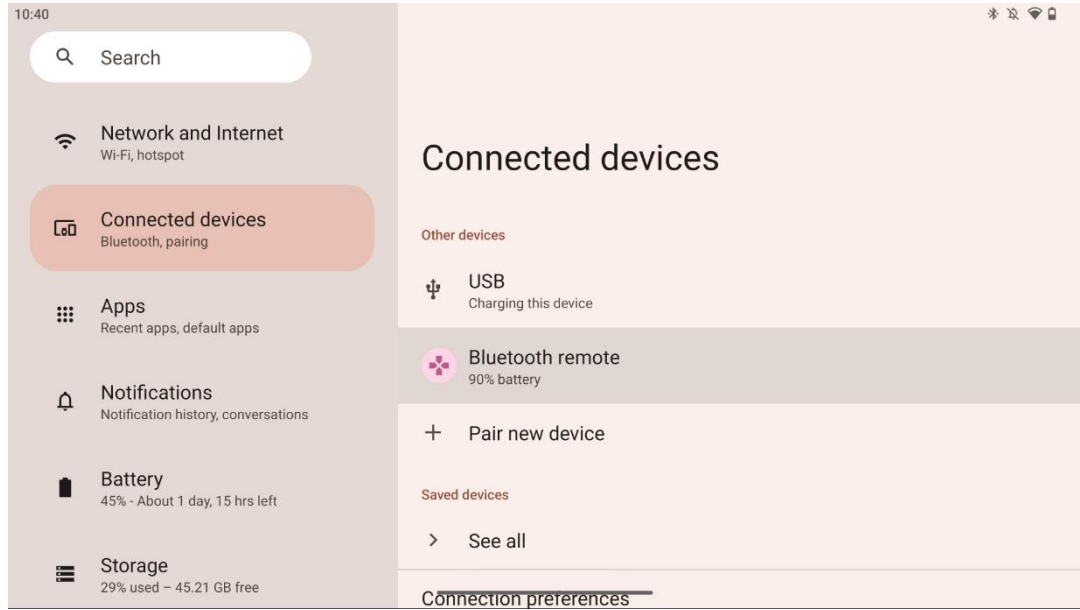 10:40
Search
Network and Internet
Wi-Fi, hotspot
Connected devices
Bluetooth, pairing
Apps
Recent apps, default apps
Notifications
Notification history, conversations
Battery
45% - About 1 day, 15 hrs left
Storage
29% used – 45.21 GB free
Connected devices
Other devices
USB
Charging this device
Bluetooth remote
90% battery
Pair new device
Saved devices
See all
Connection preferences